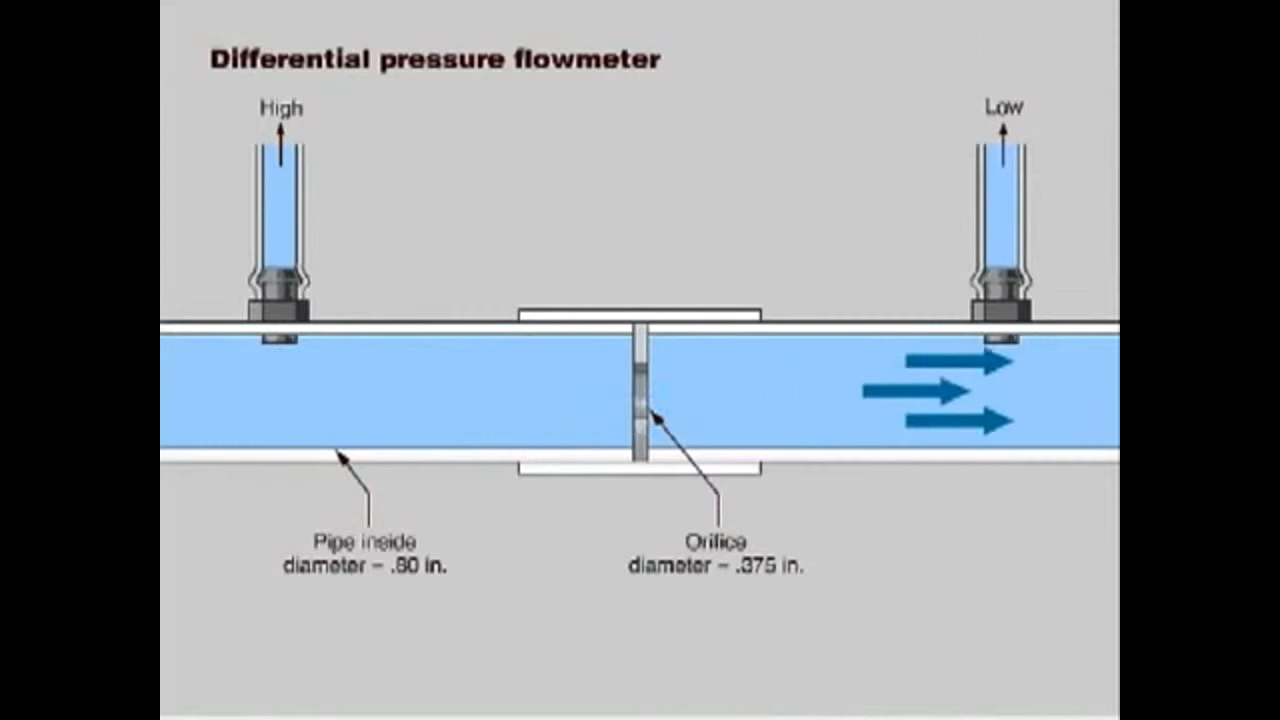 Differential pressure flowmeter
High
Low
Pipe inside
diameter – .80 in.
Orifice
diameter – .375 in.